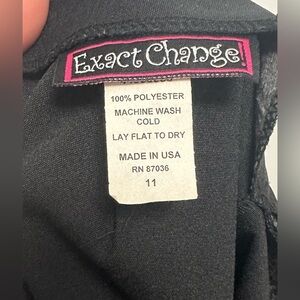 Exact Change!
100% POLYESTER
MACHINE WASH
COLD
LAY FLAT TO DRY
MADE IN USA
RN 87036
11